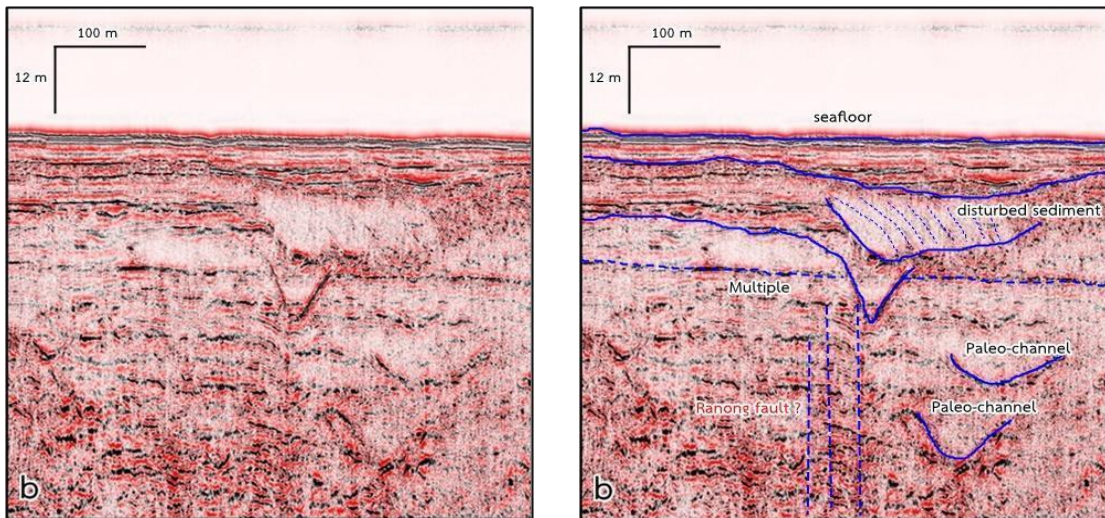 100 m
12 m
b
100 m
12 m
seafloor
disturbed sediment
Multiple
Paleo-channel
Ranong fault ?
Paleo-channel
b